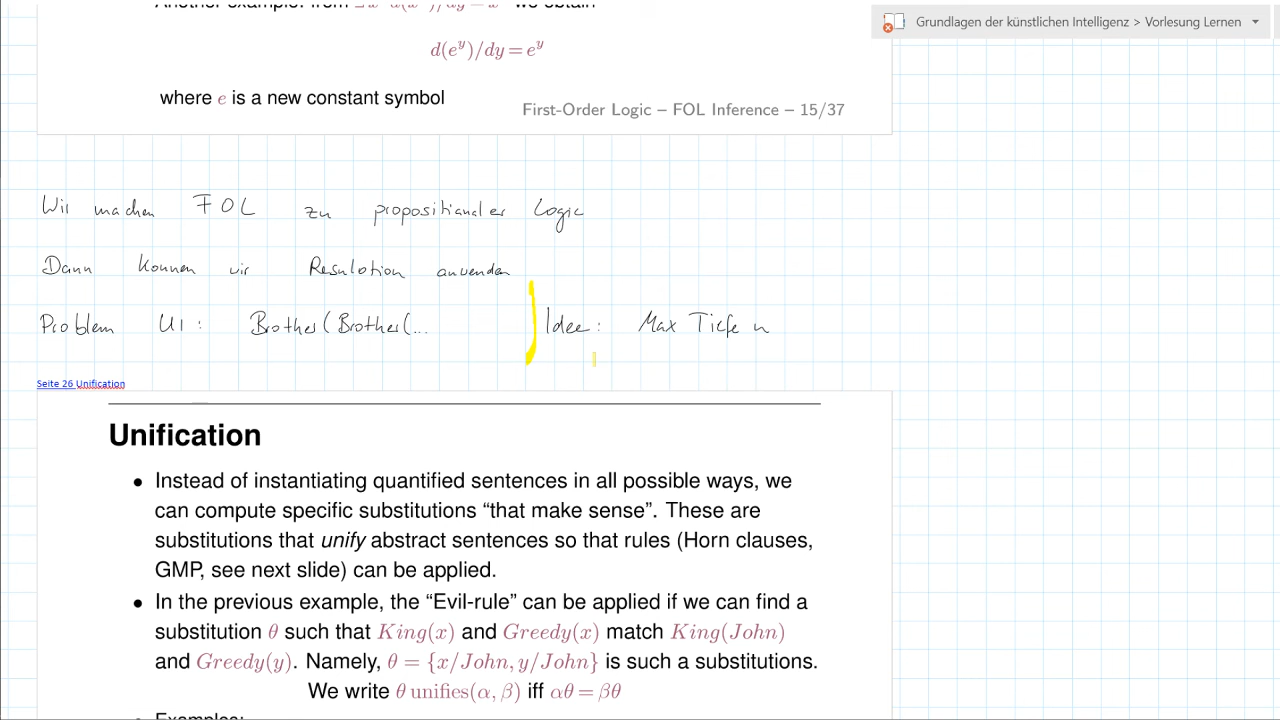 Grundlagen der künstlichen Intelligenz > Vorlesung Lernen
d(e^y)/dy = e^y
where e is a new constant symbol
First-Order Logic – FOL Inference – 15/37
Wir machen FOL zu propositionaler Logic
Dann können wir Resolution anwenden
Problem UI: Brother(Brother(... Idee: Max Tiefe n
Seite 26 Unification
Unification
• Instead of instantiating quantified sentences in all possible ways, we
can compute specific substitutions “that make sense”. These are
substitutions that unify abstract sentences so that rules (Horn clauses,
GMP, see next slide) can be applied.
• In the previous example, the “Evil-rule” can be applied if we can find a
substitution θ such that King(x) and Greedy(x) match King(John)
and Greedy(y). Namely, θ = {x/John, y/John} is such a substitutions.
We write θ unifies(α, β) iff αθ = βθ
• Examples: